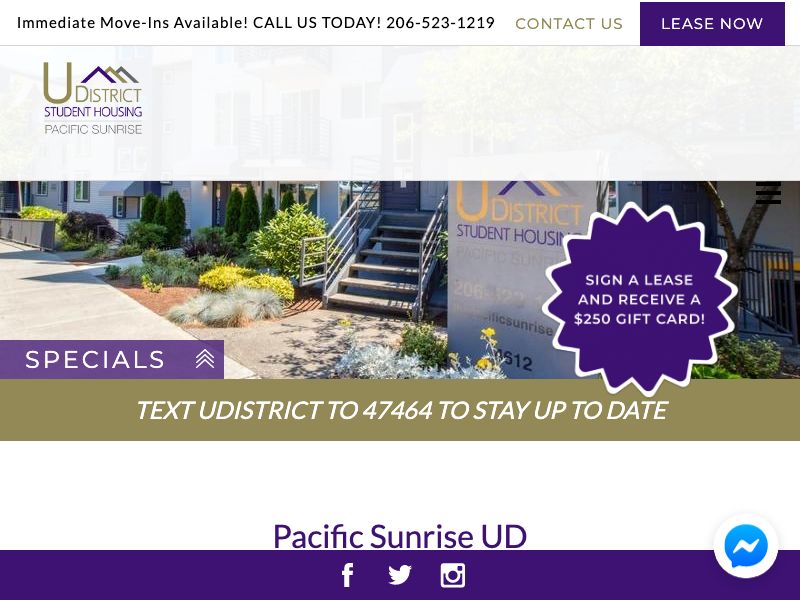 Immediate Move-Ins Available! CALL US TODAY! 206-523-1219
CONTACT US
LEASE NOW
U DISTRICT
STUDENT HOUSING
PACIFIC SUNRISE
U DISTRICT
STUDENT HOUSING
PACIFIC SUNRISE
SIGN A LEASE
AND RECEIVE A
$250 GIFT CARD!
SPECIALS
TEXT UDISTRICT TO 47464 TO STAY UP TO DATE
Pacific Sunrise UD